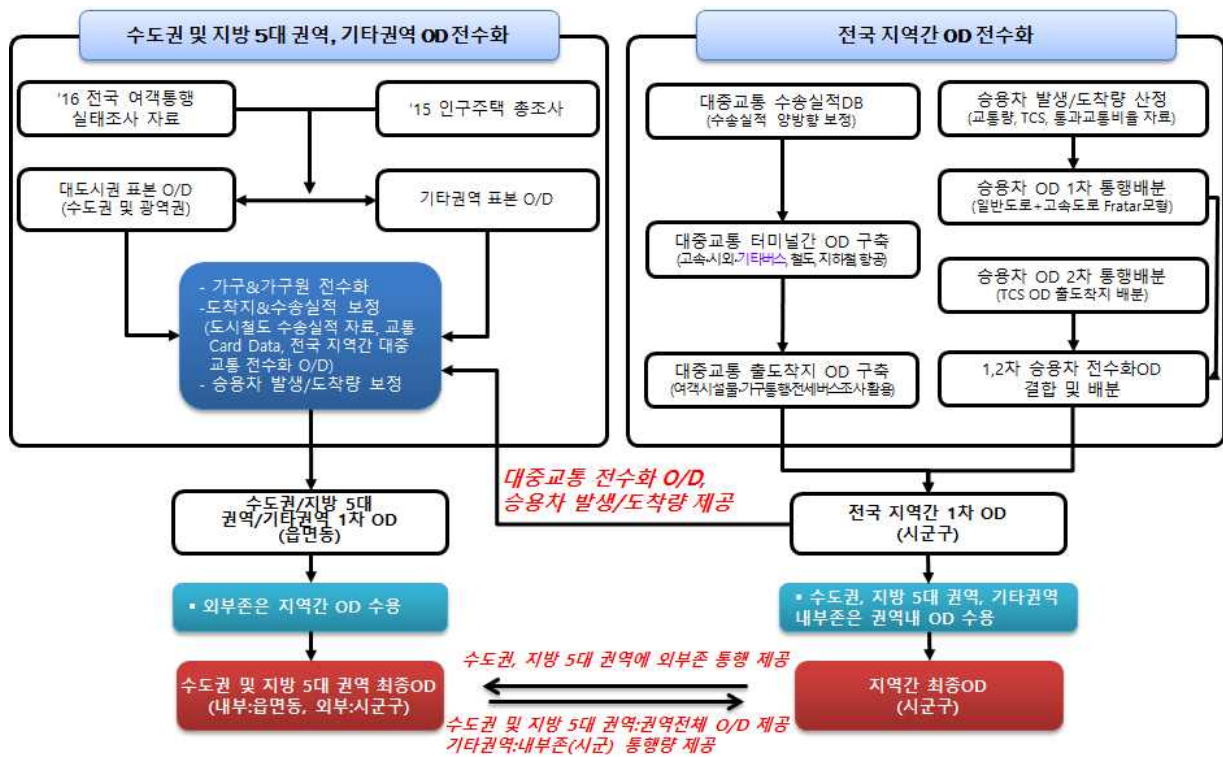 수도권 및 지방 5대 권역, 기타권역 OD 전수화
'16 전국 여객통행
실태조사 자료
'15 인구주택 총조사
대도시권 표본 O/D
(수도권 및 광역권)
기타권역 표본 O/D
- 가구&가구원 전수화
-도착지&수송실적 보정
(도시철도 수송실적 자료, 교통
Card Data, 전국 지역간 대중
교통 전수화 O/D)
- 승용차 발생/도착량 보정
전국 지역간 OD 전수화
대중교통 수송실적DB
(수송실적 양방향 보정)
승용차 발생/도착량 산정
(교통량, TCS, 통과교통비율 자료)
승용차 OD 1차 통행배분
(일반도로+고속도로 Fratar모형)
대중교통 터미널간 OD 구축
(고속·시외·기타버스, 철도, 지하철, 항공)
승용차 OD 2차 통행배분
(TCS OD 출도착지 배분)
대중교통 출도착지 OD 구축
(여객시설물·가구통행·전세버스조사 활용)
1,2차 승용차 전수화OD
결합 및 배분
대중교통 전수화 O/D,
승용차 발생/도착량 제공
수도권/지방 5대
권역/기타권역 1차 OD
(읍면동)
전국 지역간 1차 OD
(시군구)
▪ 외부존은 지역간 OD 수용
▪ 수도권, 지방 5대 권역, 기타권역
내부존은 권역내 OD 수용
수도권, 지방 5대 권역에 외부존 통행 제공
수도권 및 지방 5대 권역 최종OD
(내부:읍면동, 외부:시군구)
지역간 최종OD
(시군구)
수도권 및 지방 5대 권역:권역전체 O/D 제공
기타권역:내부존(시군) 통행량 제공